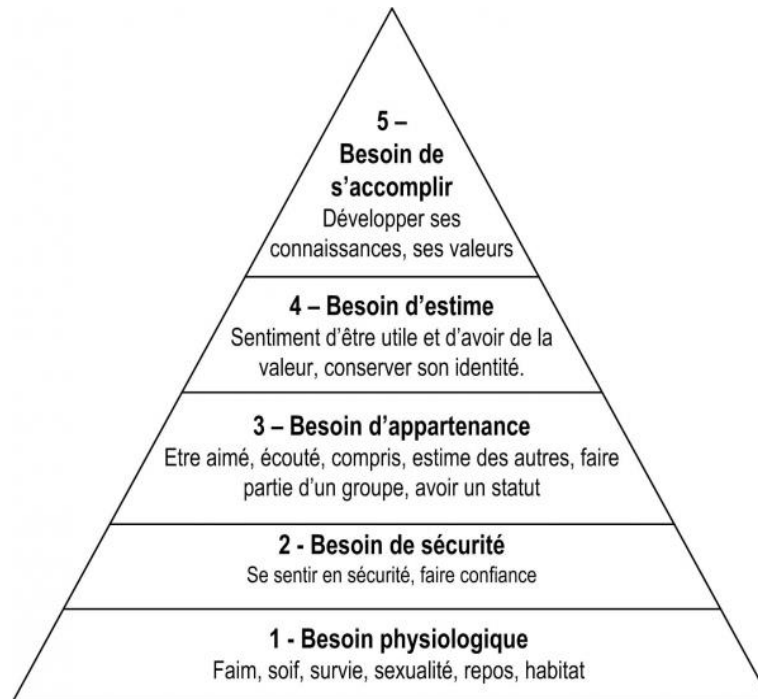 5 –
Besoin de
s’accomplir
Développer ses
connaissances, ses valeurs
4 – Besoin d’estime
Sentiment d’être utile et d’avoir de la
valeur, conserver son identité.
3 – Besoin d’appartenance
Etre aimé, écouté, compris, estime des autres, faire
partie d’un groupe, avoir un statut
2 - Besoin de sécurité
Se sentir en sécurité, faire confiance
1 - Besoin physiologique
Faim, soif, survie, sexualité, repos, habitat